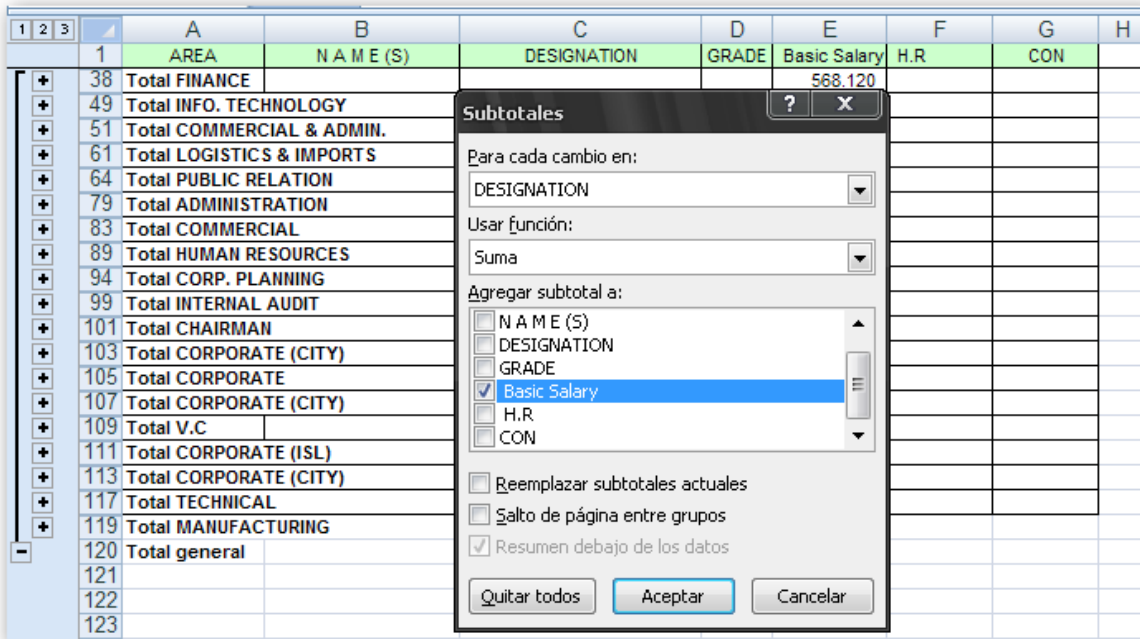 1 2 3
A B C D E F G H
1 AREA N A M E (S) DESIGNATION GRADE Basic Salary H.R CON
38 Total FINANCE 568.120
49 Total INFO. TECHNOLOGY
51 Total COMMERCIAL & ADMIN.
61 Total LOGISTICS & IMPORTS
64 Total PUBLIC RELATION
79 Total ADMINISTRATION
83 Total COMMERCIAL
89 Total HUMAN RESOURCES
94 Total CORP. PLANNING
99 Total INTERNAL AUDIT
101 Total CHAIRMAN
103 Total CORPORATE (CITY)
105 Total CORPORATE
107 Total CORPORATE (CITY)
109 Total V.C
111 Total CORPORATE (ISL)
113 Total CORPORATE (CITY)
117 Total TECHNICAL
119 Total MANUFACTURING
120 Total general
121
122
123
Subtotales
Para cada cambio en:
DESIGNATION
Usar función:
Suma
Agregar subtotal a:
N A M E (S)
DESIGNATION
GRADE
Basic Salary
H.R
CON
Reemplazar subtotales actuales
Salto de página entre grupos
Resumen debajo de los datos
Quitar todos Aceptar Cancelar